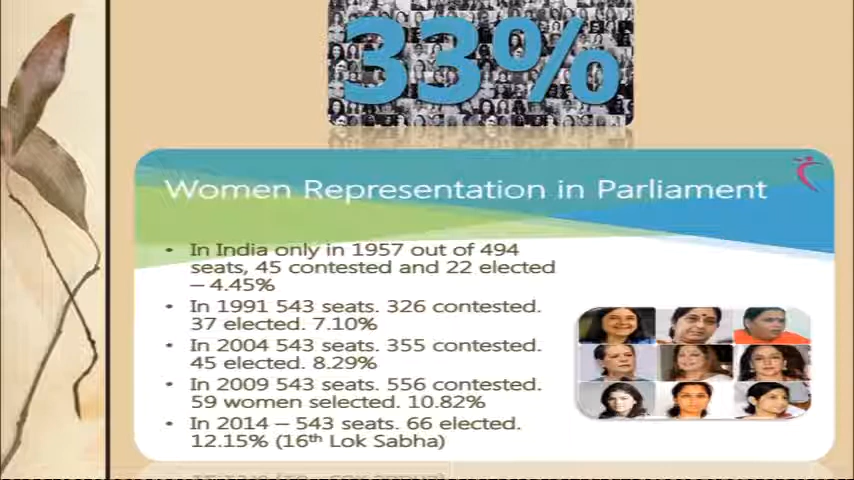 33%
Women Representation in Parliament
• In India only in 1957 out of 494
seats, 45 contested and 22 elected
– 4.45%
• In 1991 543 seats. 326 contested.
37 elected. 7.10%
• In 2004 543 seats. 355 contested.
45 elected. 8.29%
• In 2009 543 seats. 556 contested.
59 women selected. 10.82%
• In 2014 – 543 seats. 66 elected.
12.15% (16th Lok Sabha)